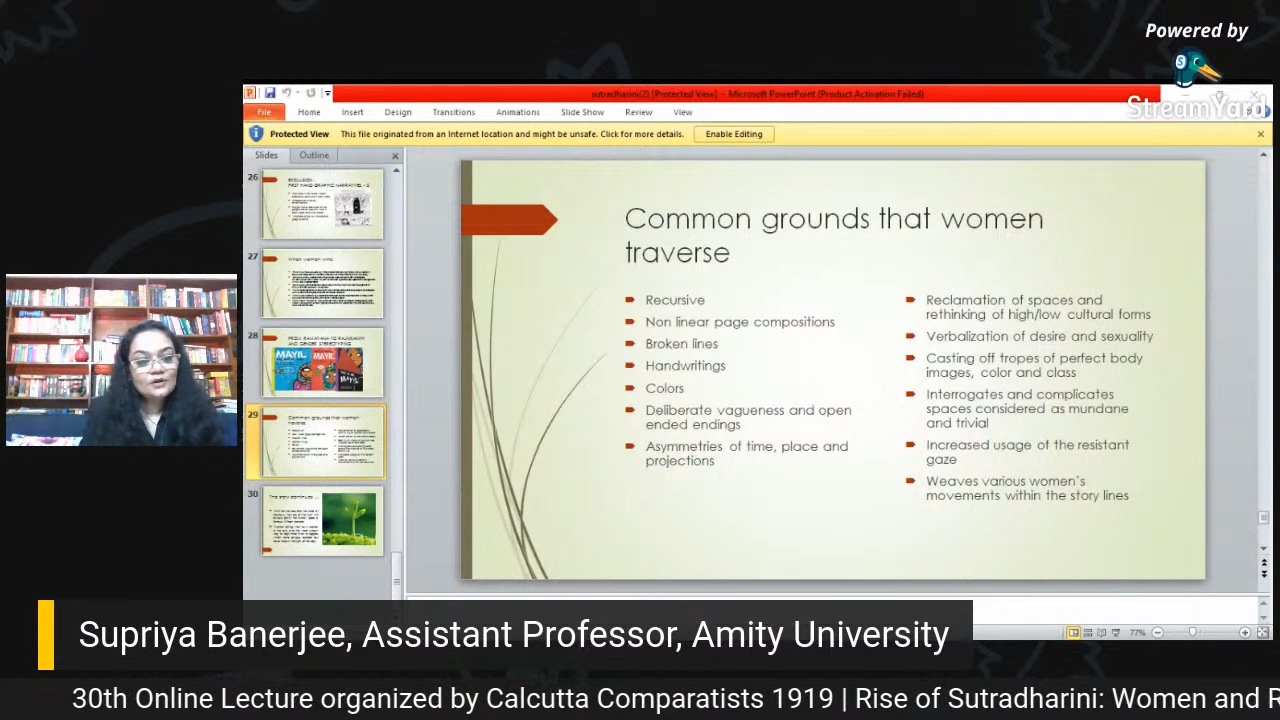 Powered by
StreamYard
sutradharini(2) [Protected View] - Microsoft PowerPoint (Product Activation Failed)
File Home Insert Design Transitions Animations Slide Show Review View
Protected View This file originated from an Internet location and might be unsafe. Click for more details. Enable Editing
Slides Outline
26
27
28
MAYIL
29
Common grounds that women
traverse
30
Common grounds that women
traverse
Recursive
Non linear page compositions
Broken lines
Handwritings
Colors
Deliberate vagueness and open
ended endings
Asymmetries of time, place and
projections
Reclamation of spaces and
rethinking of high/low cultural forms
Verbalization of desire and sexuality
Casting off tropes of perfect body
images, color and class
Interrogates and complicates
spaces considered as mundane
and trivial
Increased usage of the resistant
gaze
Weaves various women's
movements within the story lines
77%
Supriya Banerjee, Assistant Professor, Amity University
30th Online Lecture organized by Calcutta Comparatists 1919 | Rise of Sutradharini: Women and